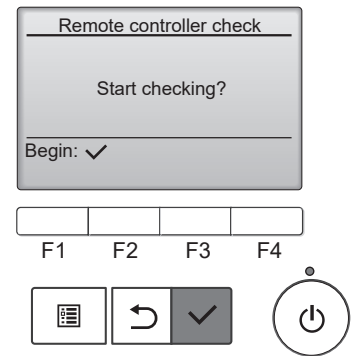 Remote controller check
Start checking?
Begin: ✓
F1 F2 F3 F4